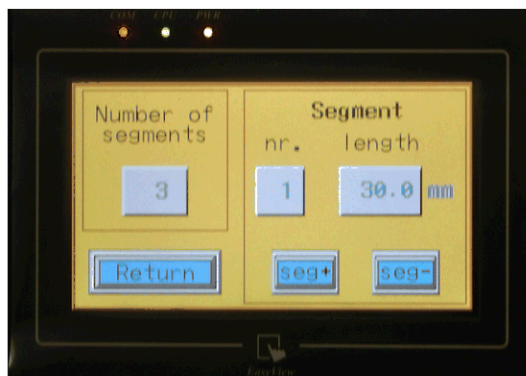 COM CPU PWR
Number of
segments
3
Return
Segment
nr. length
1 30.0 mm
seg+ seg-
EasyView